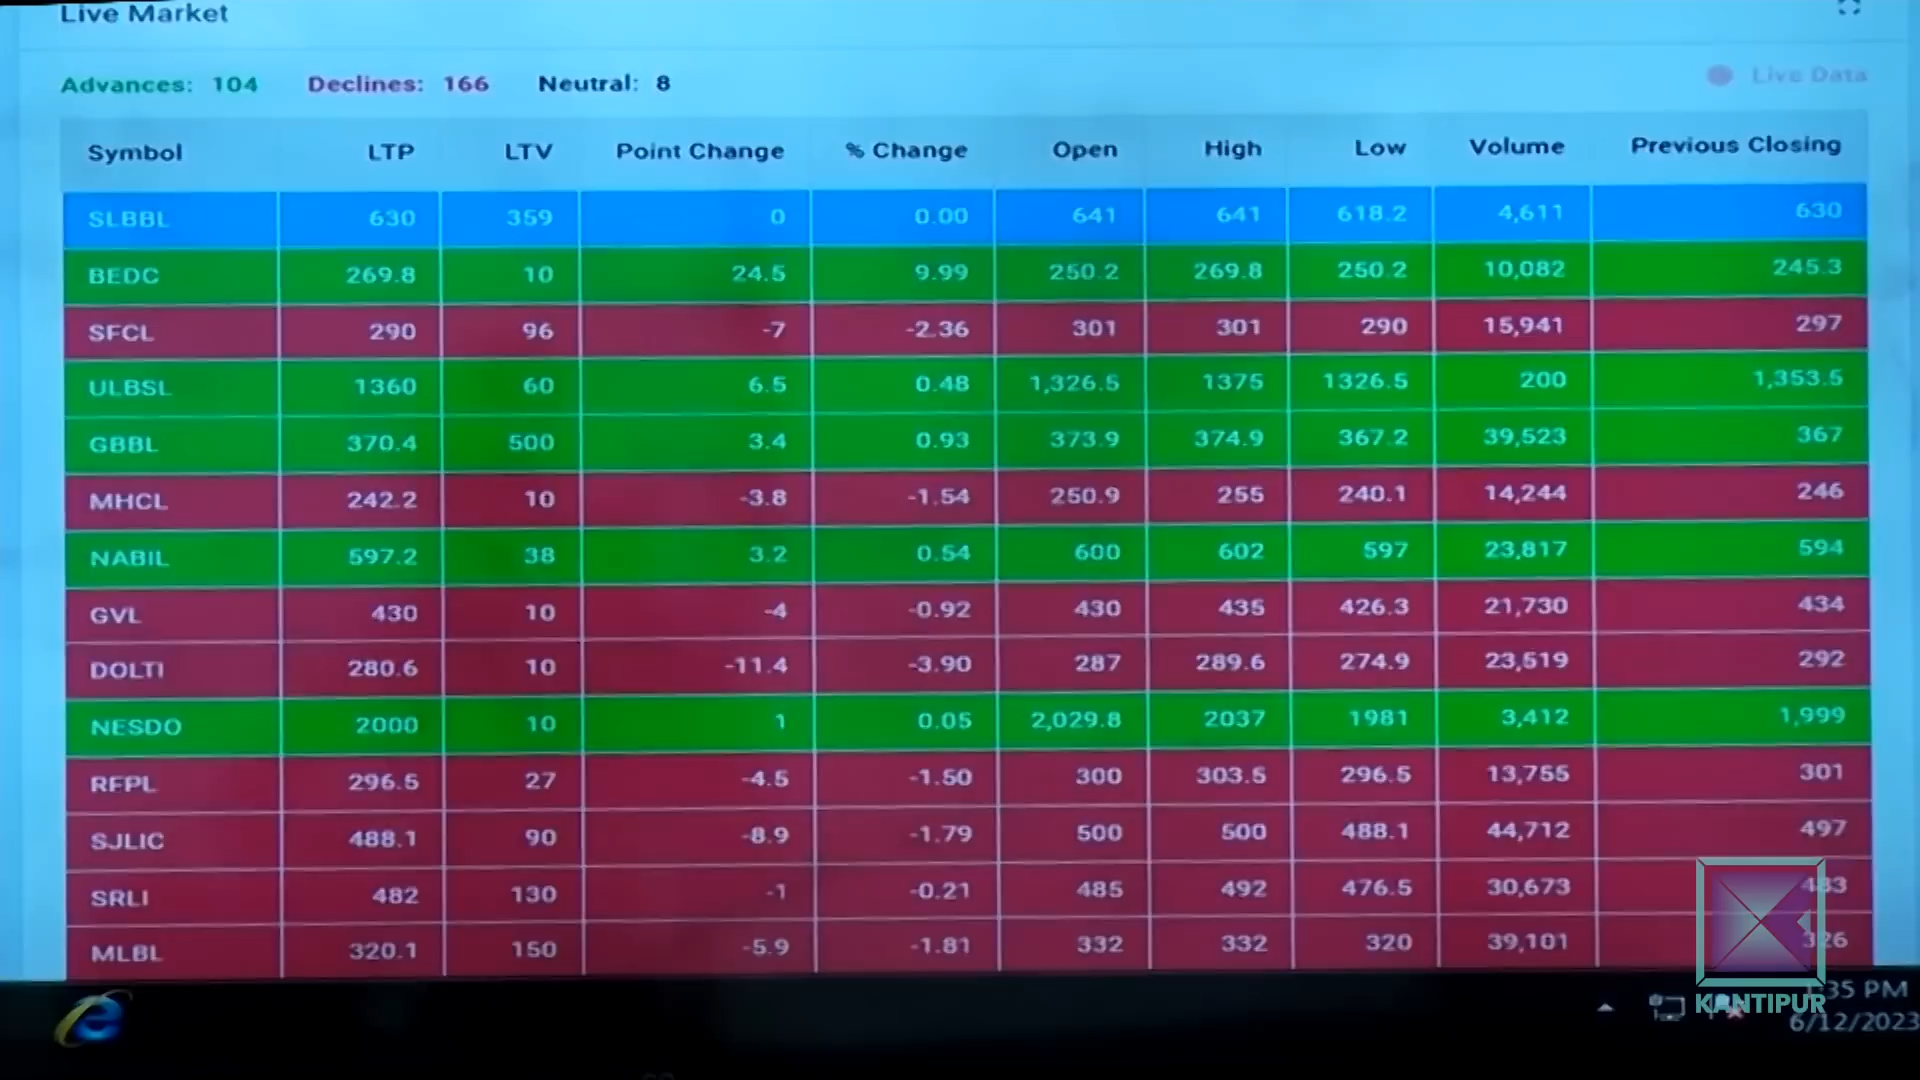 Live Market
Advances: 104 Declines: 166 Neutral: 8 Live Data
Symbol LTP LTV Point Change % Change Open High Low Volume Previous Closing
SLBBL 630 359 0 0.00 641 641 618.2 4,611 630
BEDC 269.8 10 24.5 9.99 250.2 269.8 250.2 10,082 245.3
SFCL 290 96 -7 -2.36 301 301 290 15,941 297
ULBSL 1360 60 6.5 0.48 1,326.5 1375 1326.5 200 1,353.5
GBBL 370.4 500 3.4 0.93 373.9 374.9 367.2 39,523 367
MHCL 242.2 10 -3.8 -1.54 250.9 255 240.1 14,244 246
NABIL 597.2 38 3.2 0.54 600 602 597 23,817 594
GVL 430 10 -4 -0.92 430 435 426.3 21,730 434
DOLTI 280.6 10 -11.4 -3.90 287 289.6 274.9 23,519 292
NESDO 2000 10 1 0.05 2,029.8 2037 1981 3,412 1,999
RFPL 296.5 27 -4.5 -1.50 300 303.5 296.5 13,755 301
SJLIC 488.1 90 -8.9 -1.79 500 500 488.1 44,712 497
SRLI 482 130 -1 -0.21 485 492 476.5 30,673 483
MLBL 320.1 150 -5.9 -1.81 332 332 320 39,101 326
KANTIPUR
PM
6/12/2023